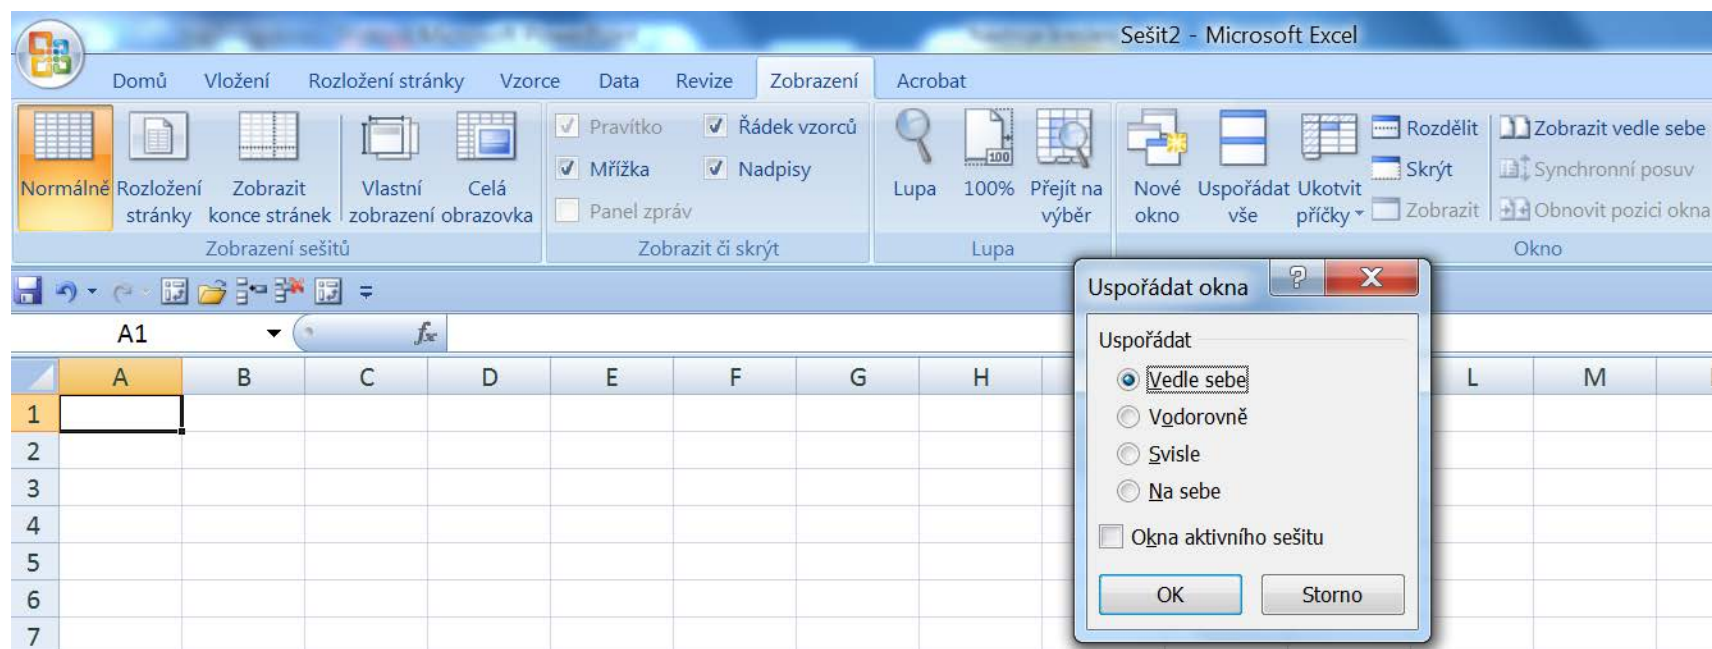 Sešit2 - Microsoft Excel
Domů Vložení Rozložení stránky Vzorce Data Revize Zobrazení Acrobat
Normálně
Rozložení
stránky
Zobrazit
konce stránek
Vlastní
zobrazení
Celá
obrazovka
Zobrazení sešitů
Pravítko
Mřížka
Panel zpráv
Řádek vzorců
Nadpisy
Zobrazit či skrýt
Lupa
100%
100
Přejít na
výběr
Lupa
Nové
okno
Uspořádat
vše
Ukotvit
příčky
Rozdělit
Skrýt
Zobrazit
Zobrazit vedle sebe
Synchronní posuv
Obnovit pozici okna
Okno
A1 fx
A B C D E F G H L M
1
2
3
4
5
6
7
Uspořádat okna
Uspořádat
Vedle sebe
Vodorovně
Svisle
Na sebe
Okna aktivního sešitu
OK Storno